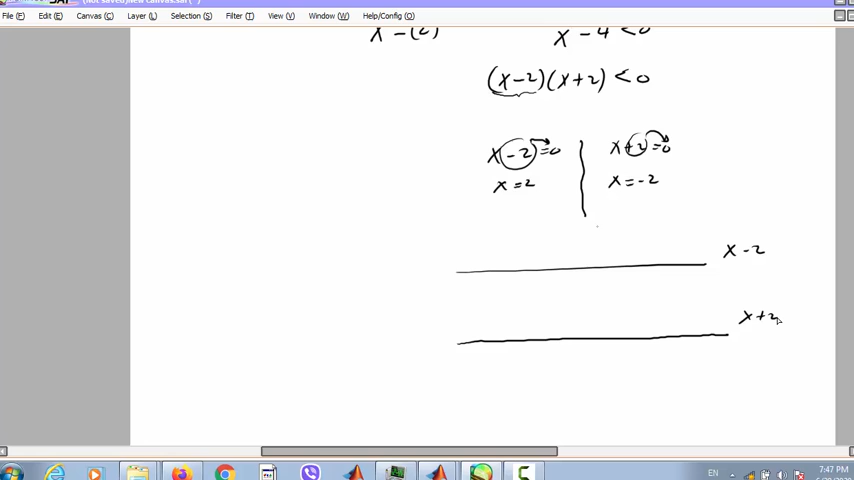 File (F) Edit (E) Canvas (C) Layer (L) Selection (S) Filter (T) View (V) Window (W) Help/Config (O)
x-4<0
(x-2)(x+2)<0
x-2=0 x+2=0
x=2 x=-2
x-2
x+2
EN 7:47 PM